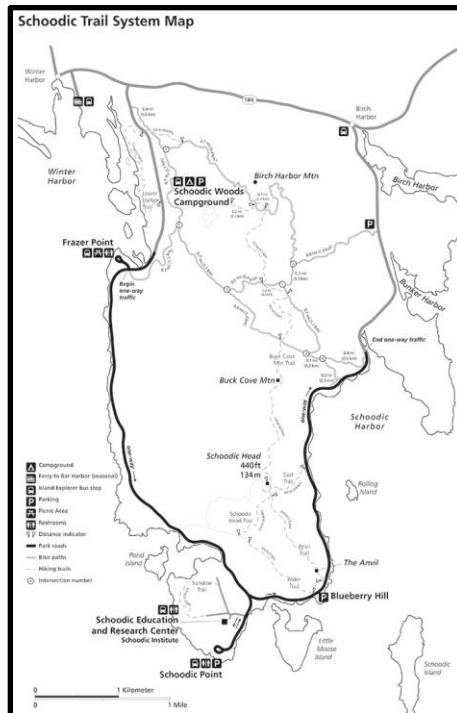 Schoodic Trail System Map
Winter
Harbor
186
Birch
Harbor
Winter
Harbor
Birch Harbor Mtn
Schoodic Woods
Campground
Birch Harbor
Frazer Point
Begin
one-way
traffic
Bunker Harbor
End one-way traffic
Buck Cove
Mtn Trail
Buck Cove Mtn
Schoodic
Harbor
Schoodic Head
440ft
134m
East
Trail
Rolling
Island
Schoodic
Head Trail
Anvil
Trail
The Anvil
Alder
Trail
Blueberry Hill
Pond
Island
Sundew
Trail
Schoodic Education
and Research Center
Schoodic Institute
Schoodic Point
Little
Moose
Island
Schoodic
Island
Campground
Ferry to Bar Harbor (seasonal)
Island Explorer bus stop
Parking
Picnic Area
Restrooms
Distance indicator
Park roads
Bike paths
Hiking trails
Intersection number
0 1 Kilometer
0 1 Mile